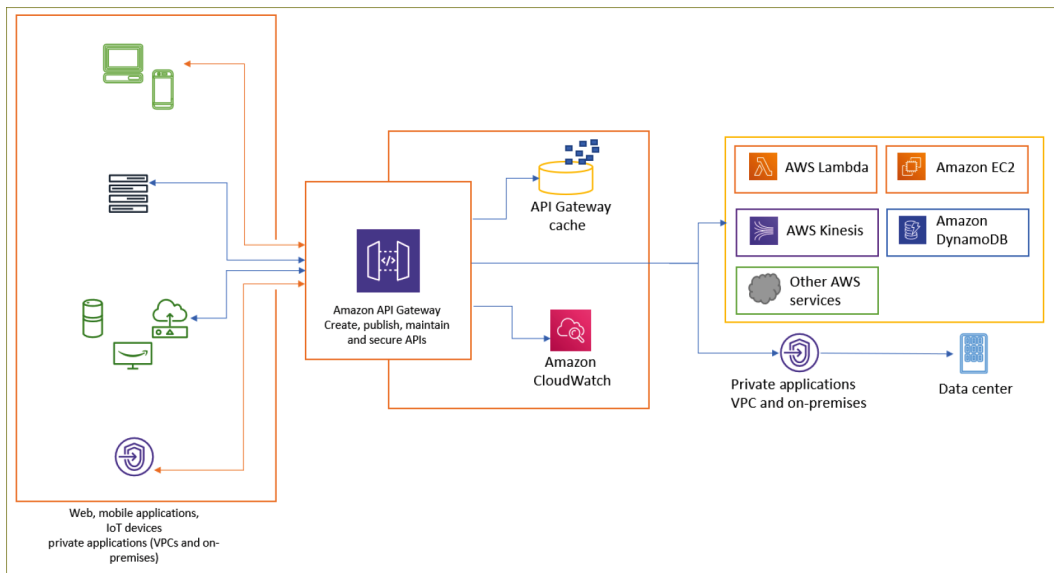 Web, mobile applications,
IoT devices
private applications (VPCs and on-
premises)
Amazon API Gateway
Create, publish, maintain
and secure APIs
API Gateway
cache
Amazon
CloudWatch
AWS Lambda
Amazon EC2
AWS Kinesis
Amazon
DynamoDB
Other AWS
services
Private applications
VPC and on-premises
Data center